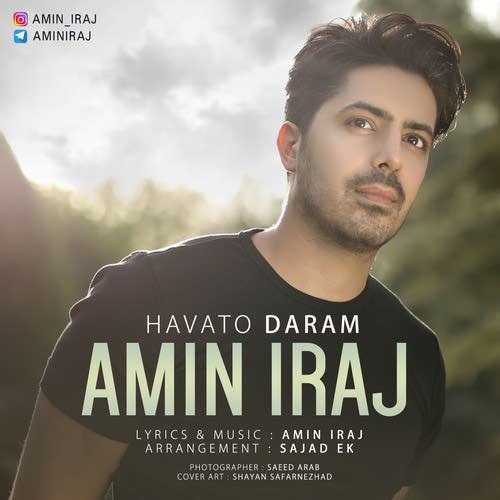 AMIN_IRAJ
AMINIRAJ
HAVATO DARAM
AMIN IRAJ
LYRICS & MUSIC : AMIN IRAJ
ARRANGEMENT : SAJAD EK
PHOTOGRAPHER : SAEED ARAB
COVER ART : SHAYAN SAFARNEZHAD